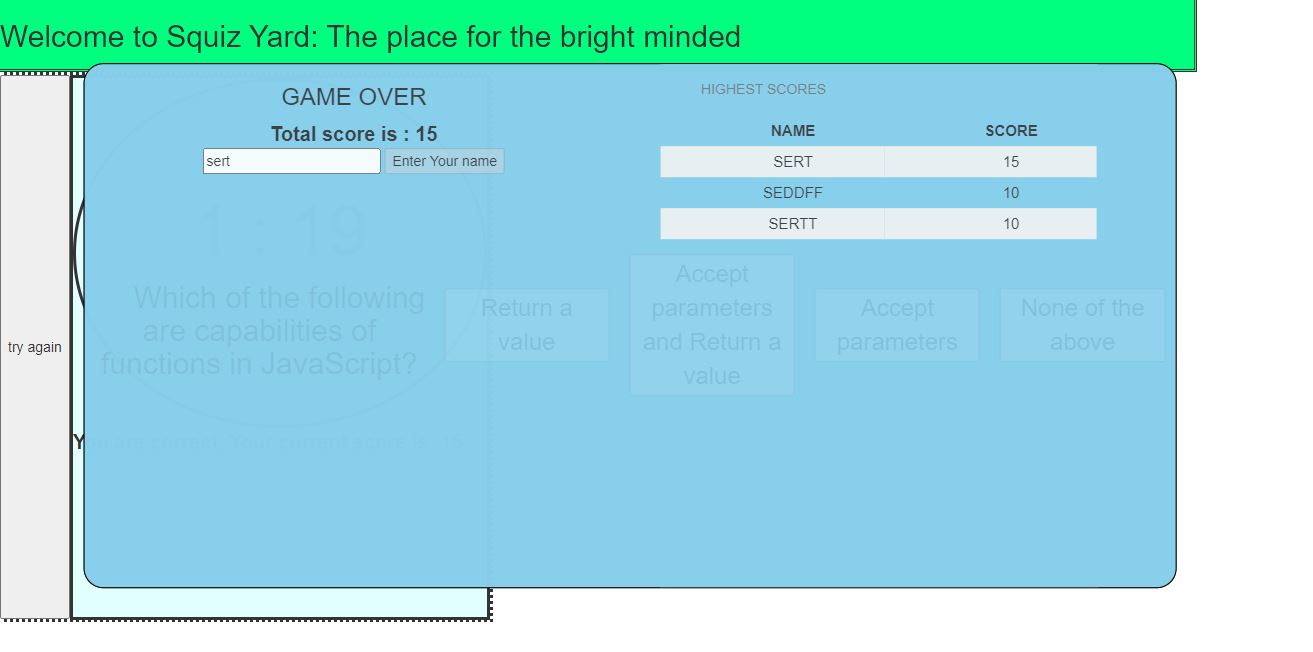 Welcome to Squiz Yard: The place for the bright minded
try again
GAME OVER
Total score is : 15
sert Enter Your name
HIGHEST SCORES
NAME SCORE
SERT 15
SEDDFF 10
SERTT 10
1 : 19
Which of the following
are capabilities of
functions in JavaScript?
Return a
value
Accept
parameters
and Return a
value
Accept
parameters
None of the
above
You are correct, Your current score is: 15